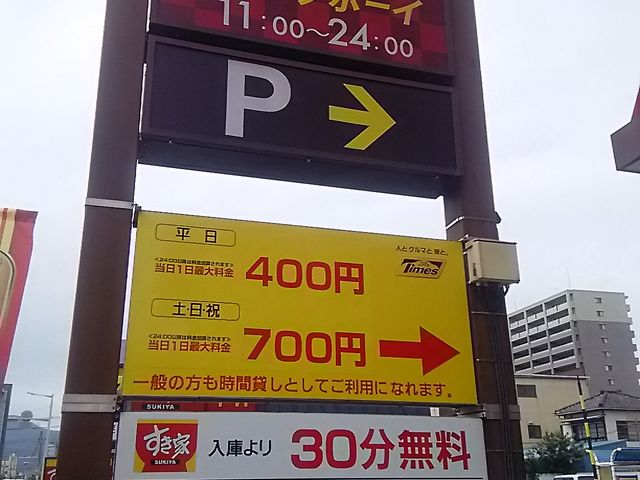 ンボーイ
11:00〜24:00
P
平日
人とクルマと、街と。
Times
<24:00以降は料金加算されます>
当日1日最大料金 400円
土・日・祝
<24:00以降は料金加算されます>
当日1日最大料金 700円
一般の方も時間貸しとしてご利用になれます。
SUKIYA
すき家
SUKIYA
入庫より 30分無料